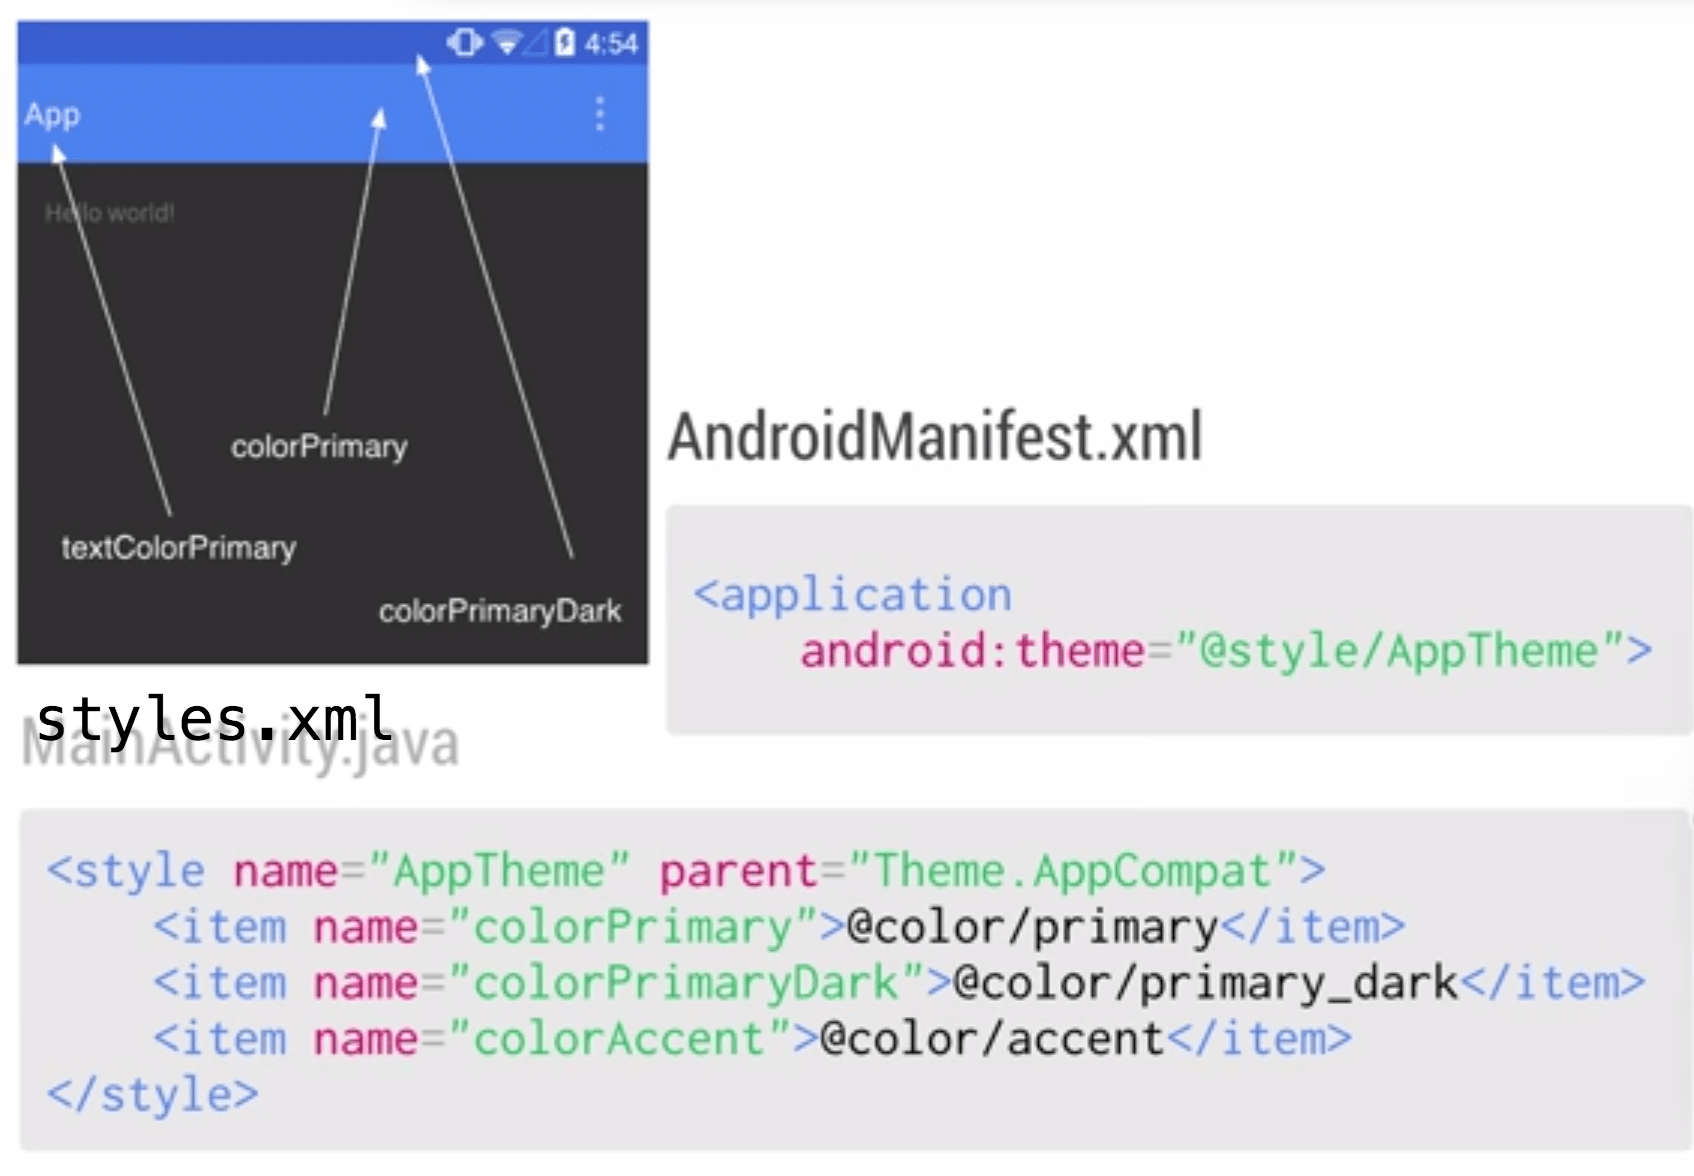 4:54
App
Hello world!
colorPrimary
textColorPrimary
colorPrimaryDark
AndroidManifest.xml
<application
    android:theme="@style/AppTheme">
styles.xml
MainActivity.java
<style name="AppTheme" parent="Theme.AppCompat">
    <item name="colorPrimary">@color/primary</item>
    <item name="colorPrimaryDark">@color/primary_dark</item>
    <item name="colorAccent">@color/accent</item>
</style>